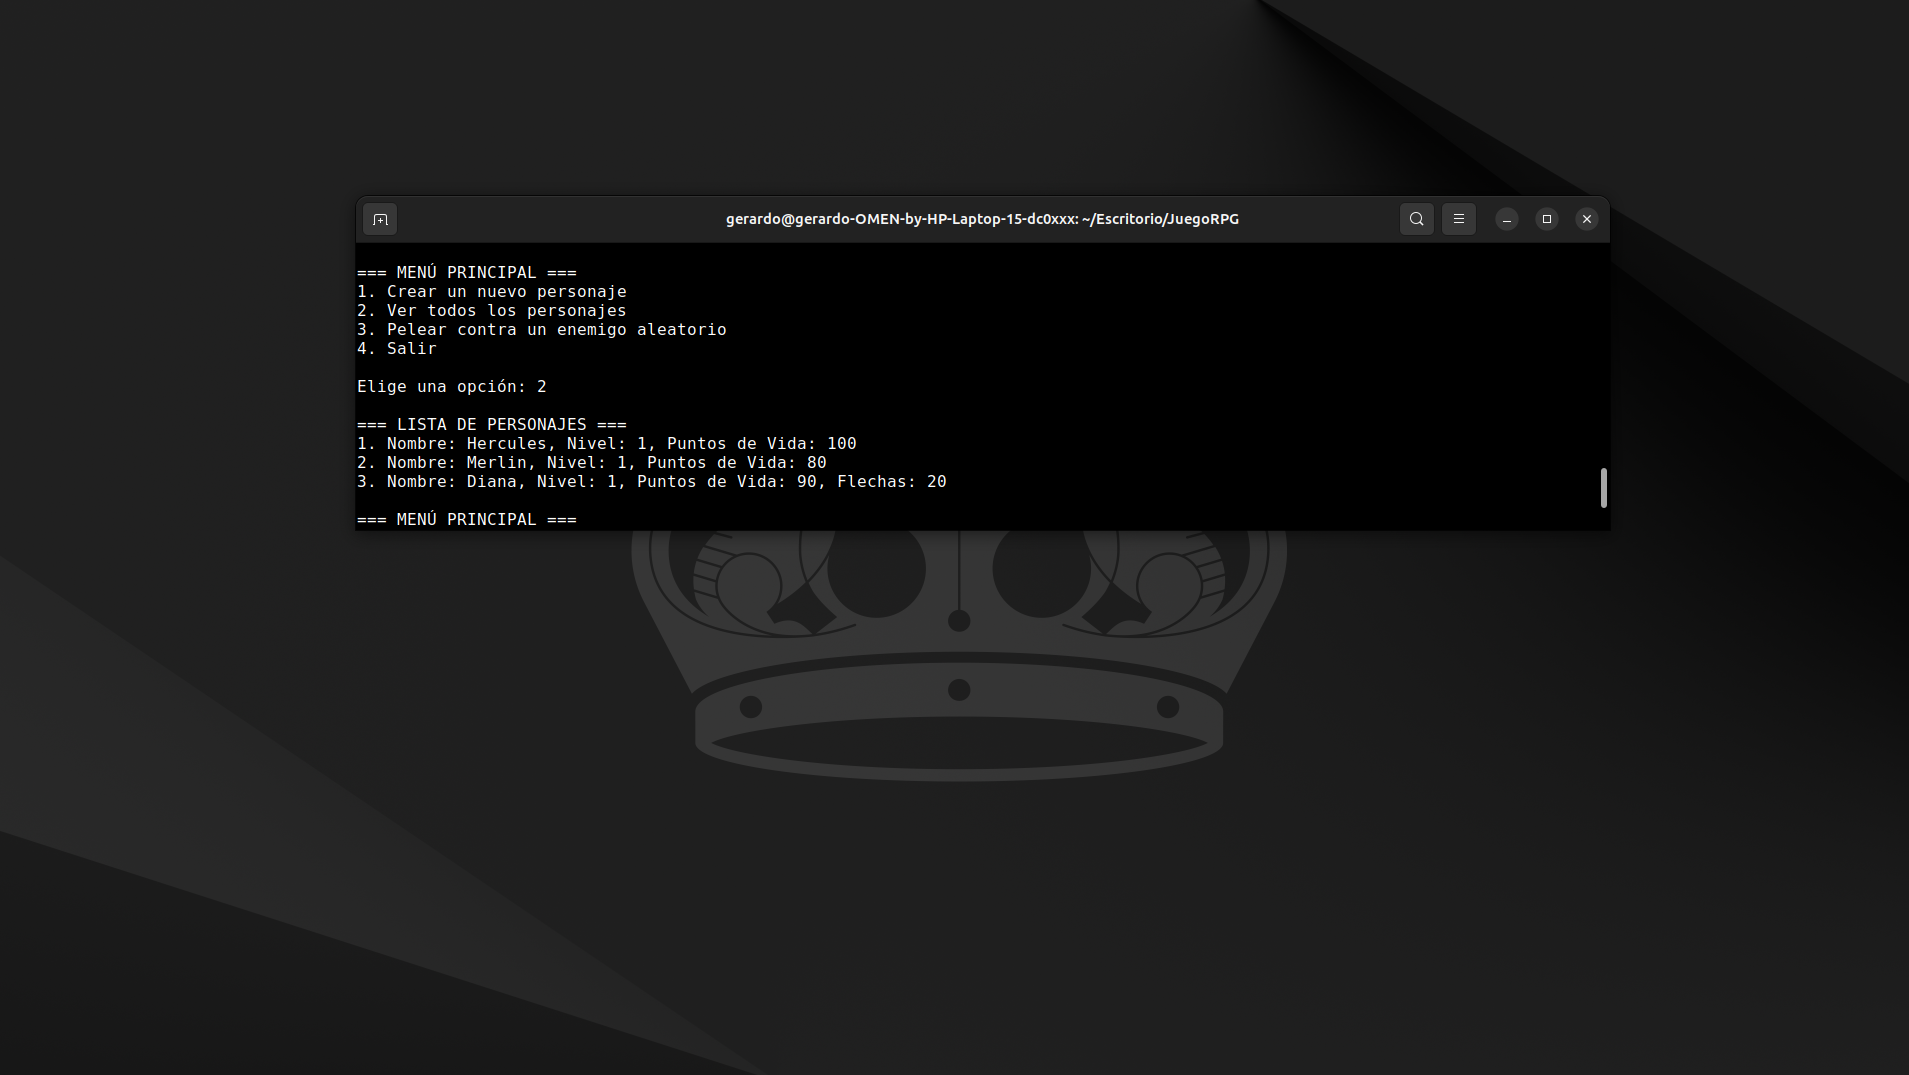 gerardo@gerardo-OMEN-by-HP-Laptop-15-dc0xxx: ~/Escritorio/JuegoRPG
=== MENÚ PRINCIPAL ===
1. Crear un nuevo personaje
2. Ver todos los personajes
3. Pelear contra un enemigo aleatorio
4. Salir
Elige una opción: 2
=== LISTA DE PERSONAJES ===
1. Nombre: Hercules, Nivel: 1, Puntos de Vida: 100
2. Nombre: Merlin, Nivel: 1, Puntos de Vida: 80
3. Nombre: Diana, Nivel: 1, Puntos de Vida: 90, Flechas: 20
=== MENÚ PRINCIPAL ===